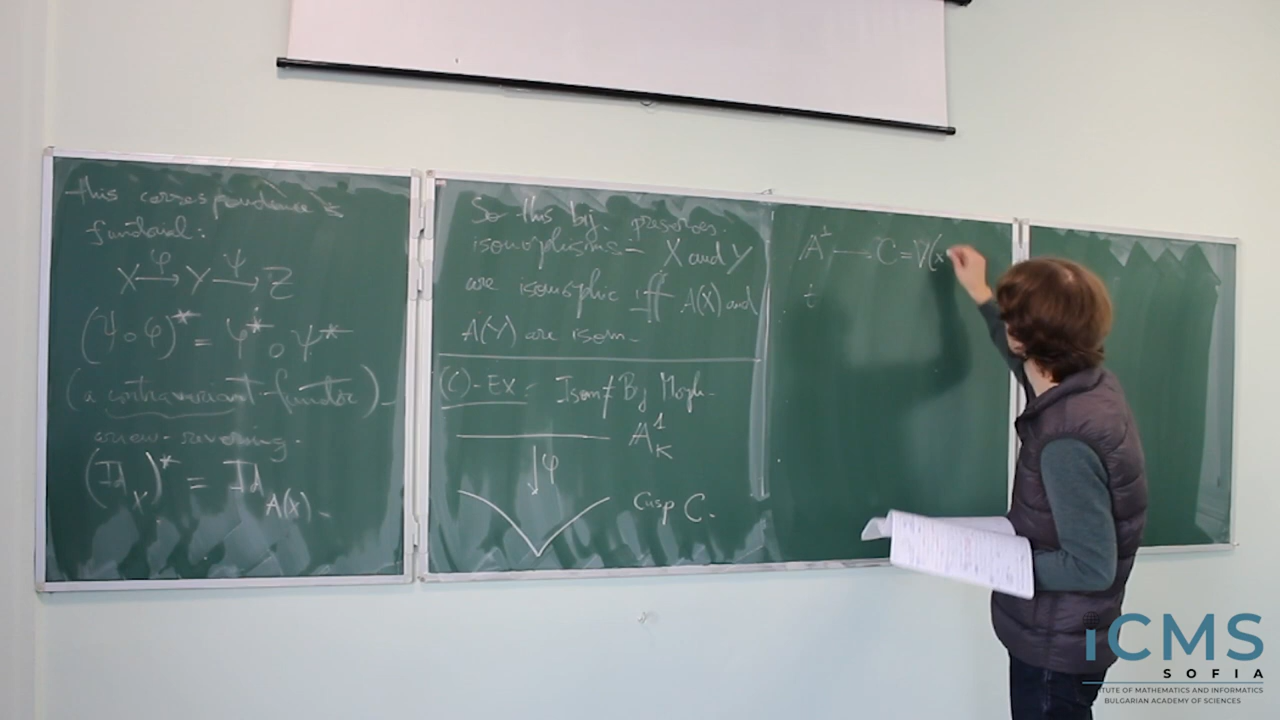 this correspondence is
functorial:
X →φ Y →ψ Z
(ψ∘φ)* = φ* ∘ ψ*
(a contravariant functor)-
arrow-reversing-
(Id_X)* = Id_A(X)-
So this bij. preserves
isomorphisms- X and Y
are isomorphic iff A(X) and
A(Y) are isom-
(C)-Ex: Isom ≠ Bij Morph-
A¹_K
↓φ
Cusp C.
A¹ — C = V(x
t
iCMS
SOFIA
TUTE OF MATHEMATICS AND INFORMATICS
BULGARIAN ACADEMY OF SCIENCES